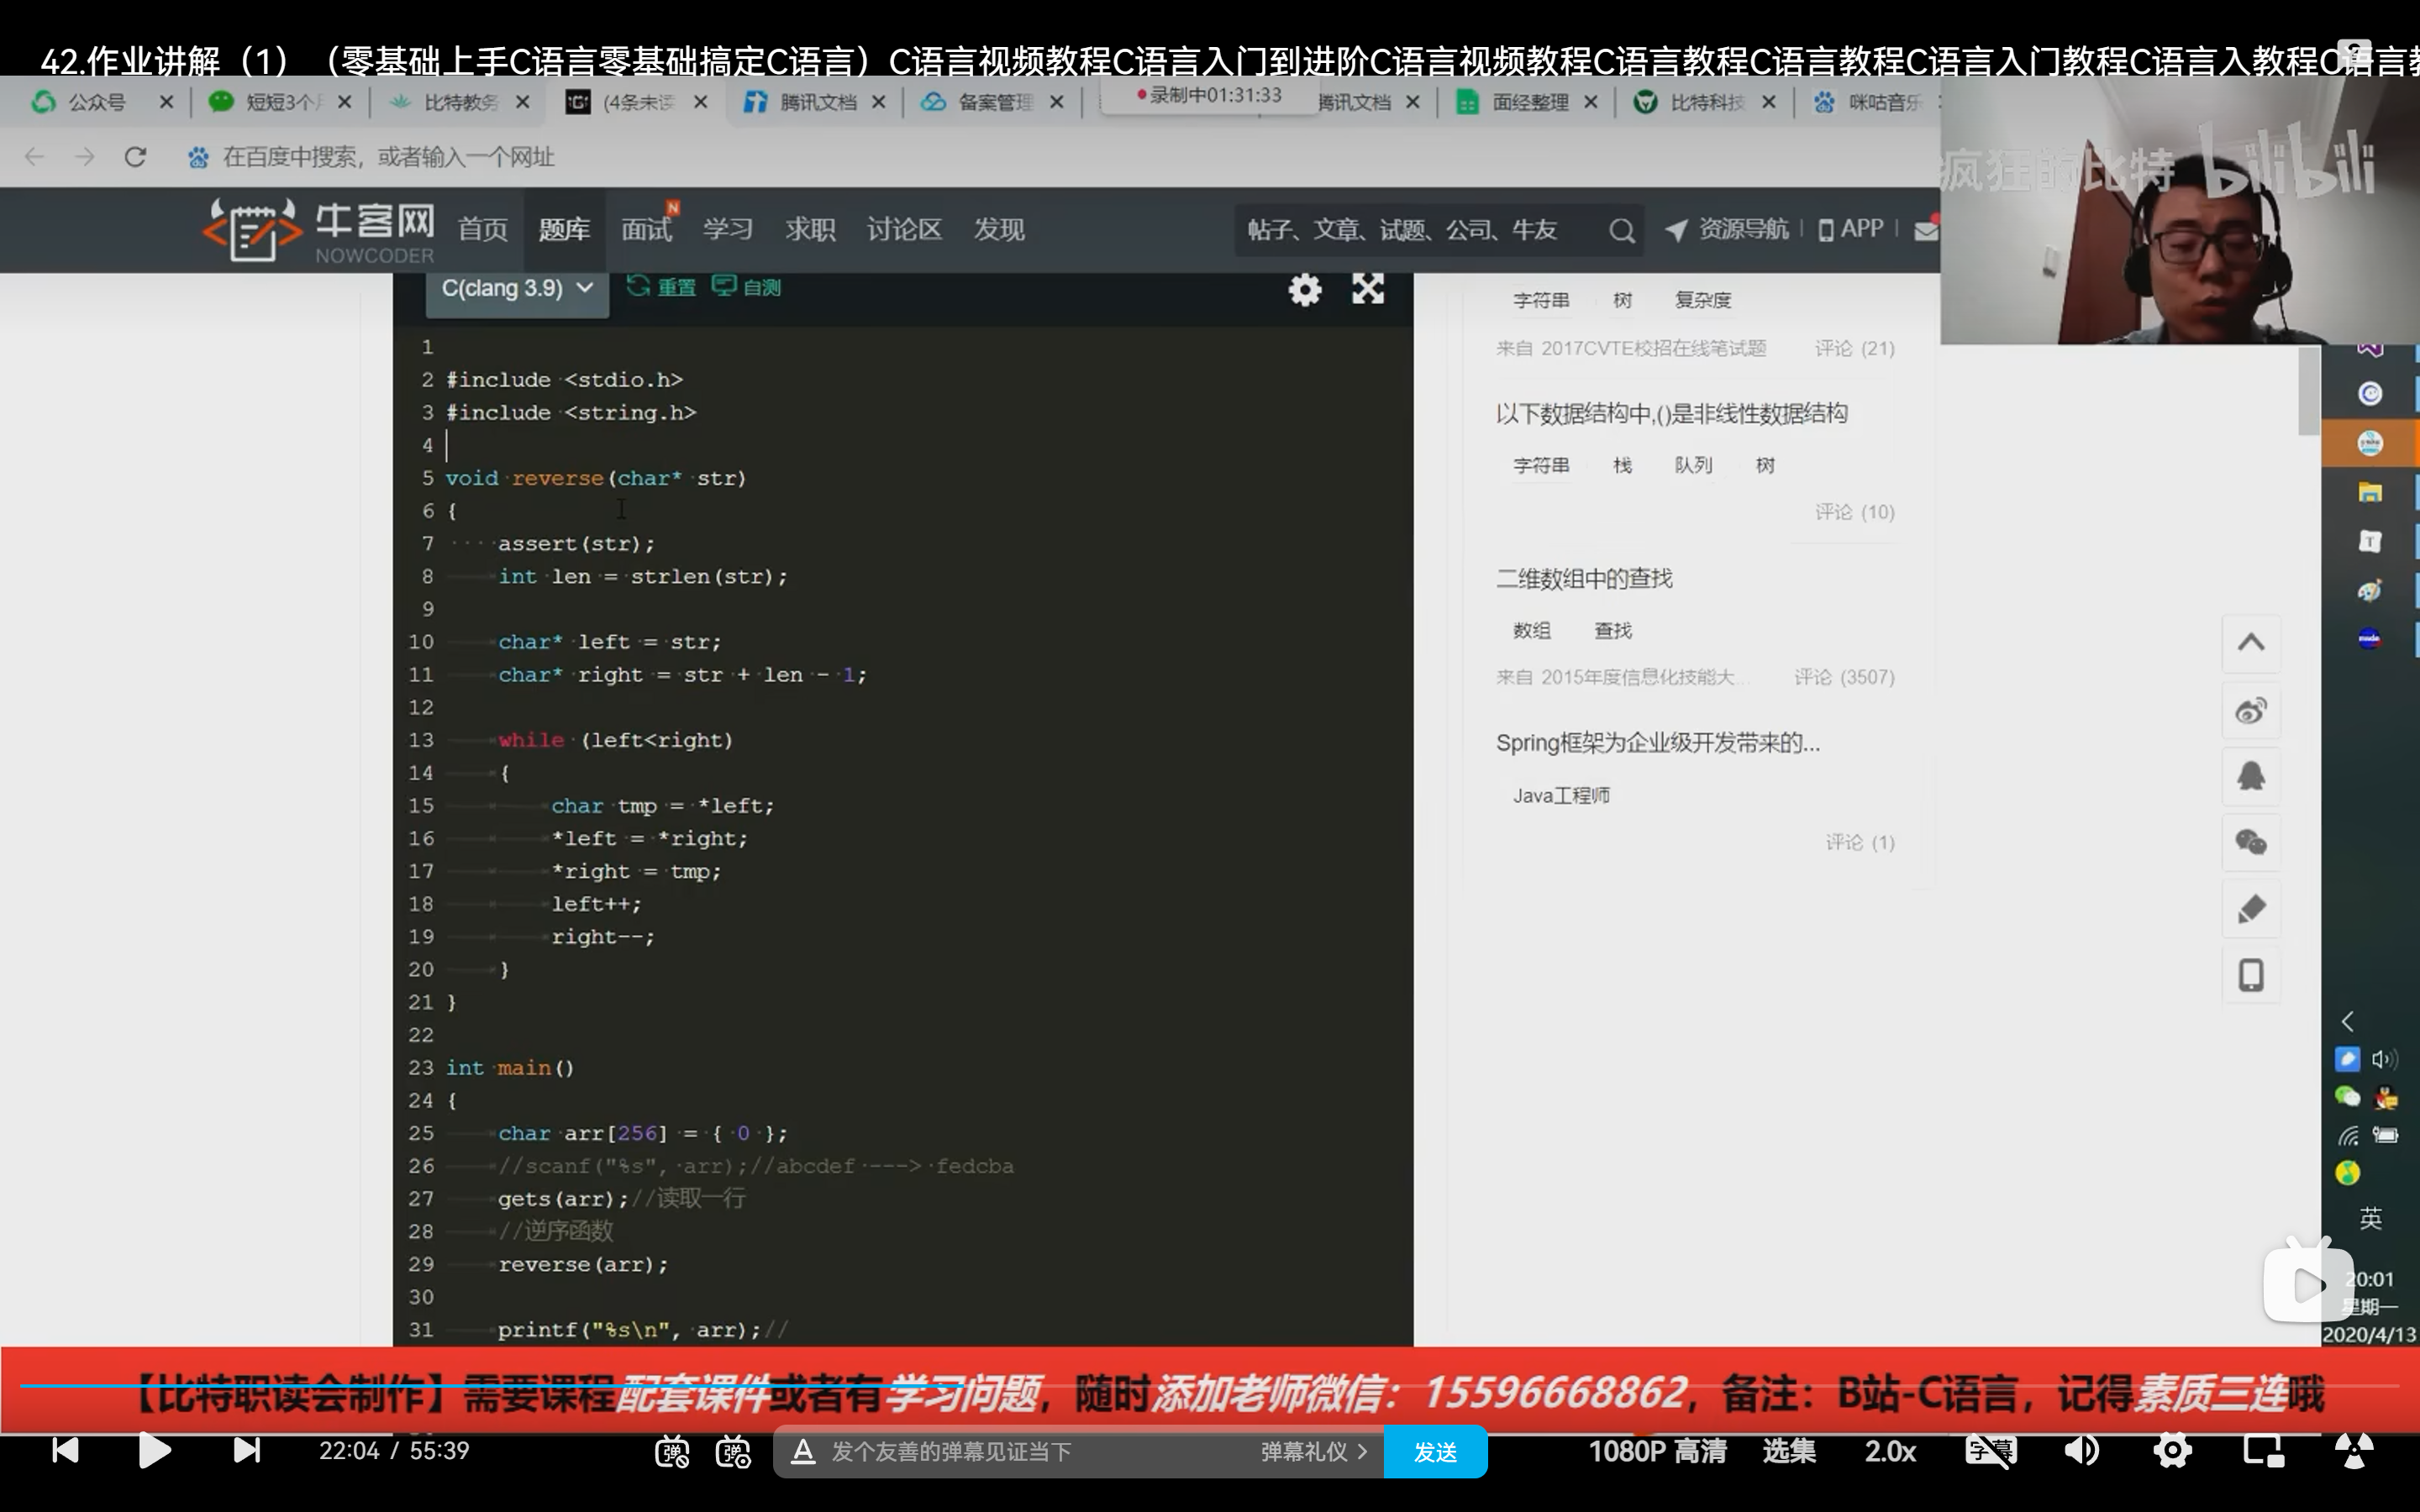 42.作业讲解（1）（零基础上手C语言零基础搞定C语言）C语言视频教程C语言入门到进阶C语言视频教程C语言教程C语言教程C语言入门教程C语言入教程C语言教
公众号 短短3个月 比特教务 (4条未读 腾讯文档 备案管理 录制中01:31:33 腾讯文档 面经整理 比特科技 咪咕音乐
在百度中搜索，或者输入一个网址
疯狂的比特 bilibili
牛客网 首页 题库 面试 N 学习 求职 讨论区 发现 帖子、文章、试题、公司、牛友 资源导航 APP
NOWCODER
C(clang 3.9) 重置 自测
1
2 #include <stdio.h>
3 #include <string.h>
4
5 void reverse(char* str)
6 {
7 assert(str);
8 int len = strlen(str);
9
10 char* left = str;
11 char* right = str + len - 1;
12
13 while (left<right)
14 {
15 char tmp = *left;
16 *left = *right;
17 *right = tmp;
18 left++;
19 right--;
20 }
21 }
22
23 int main()
24 {
25 char arr[256] = { 0 };
26 //scanf("%s", arr);//abcdef ---> fedcba
27 gets(arr);//读取一行
28 //逆序函数
29 reverse(arr);
30
31 printf("%s\n", arr);//
字符串 树 复杂度
来自 2017CVTE校招在线笔试题 评论 (21)
以下数据结构中,()是非线性数据结构
字符串 栈 队列 树
评论 (10)
二维数组中的查找
数组 查找
来自 2015年度信息化技能大... 评论 (3507)
Spring框架为企业级开发带来的...
Java工程师
评论 (1)
英
20:01
星期一
2020/4/13
【比特职读会制作】需要课程配套课件或者有学习问题，随时添加老师微信：15596668862，备注：B站-C语言，记得素质三连哦
22:04 / 55:39 弹 弹 A 发个友善的弹幕见证当下 弹幕礼仪 发送 1080P 高清 选集 2.0x 字幕